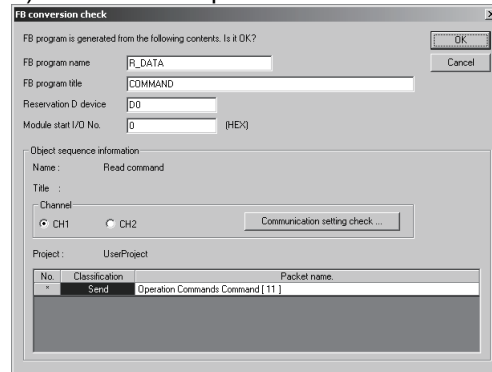 FB conversion check
FB program is generated from the following contents. Is it OK?
OK
FB program name R_DATA
Cancel
FB program title COMMAND
Reservation D device D0
Module start I/O No. 0 (HEX)
Object sequence information
Name : Read command
Title :
Channel
CH1 CH2 Communication setting check ...
Project : UserProject
No. Classification Packet name.
* Send Operation Commands Command [ 11 ]